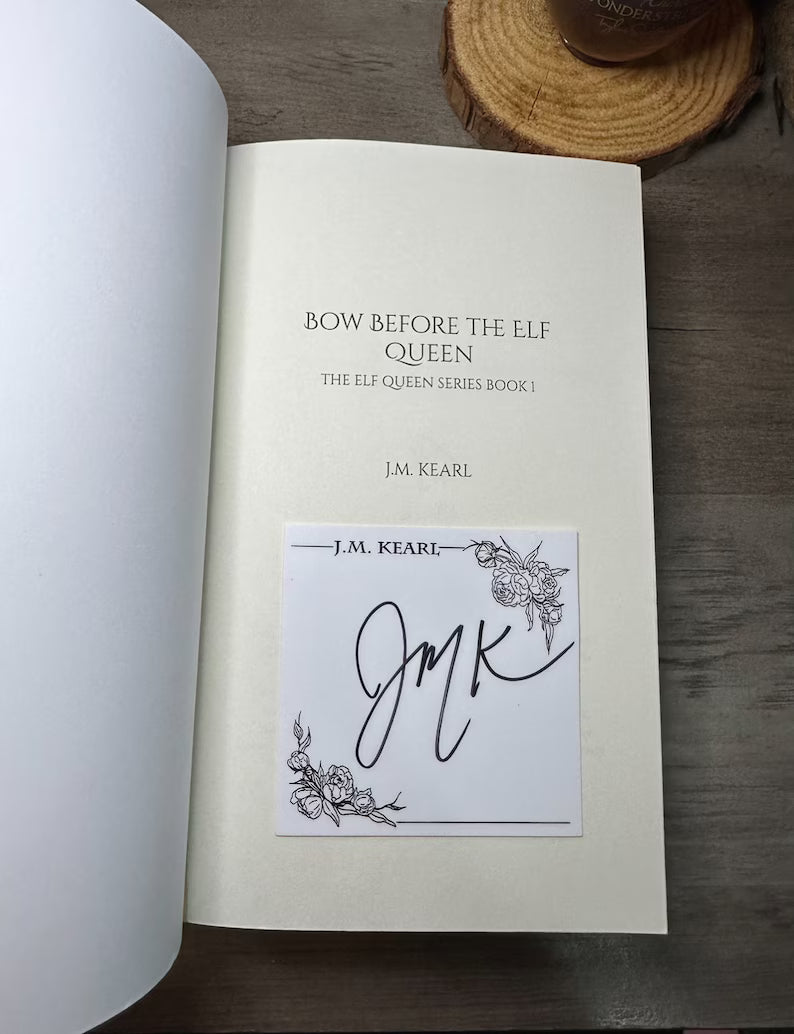 BOW BEFORE THE ELF
QUEEN
THE ELF QUEEN SERIES BOOK 1
J.M. KEARL
J.M. KEARL
JMK